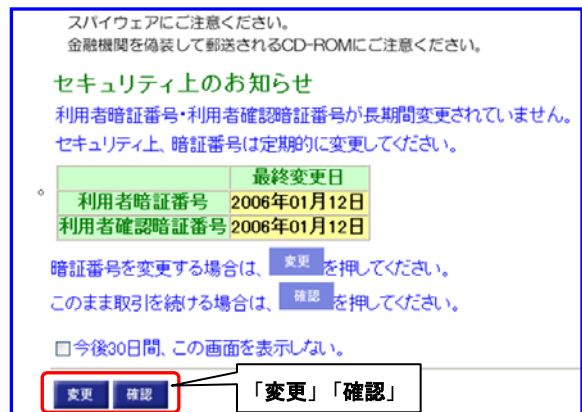 スパイウェアにご注意ください。
金融機関を偽装して郵送されるCD-ROMにご注意ください。
セキュリティ上のお知らせ
利用者暗証番号・利用者確認暗証番号が長期間変更されていません。
セキュリティ上、暗証番号は定期的に変更してください。
最終変更日
利用者暗証番号 2006年01月12日
利用者確認暗証番号 2006年01月12日
暗証番号を変更する場合は、 変更 を押してください。
このまま取引を続ける場合は、 確認 を押してください。
今後30日間、この画面を表示しない。
変更 確認 「変更」「確認」